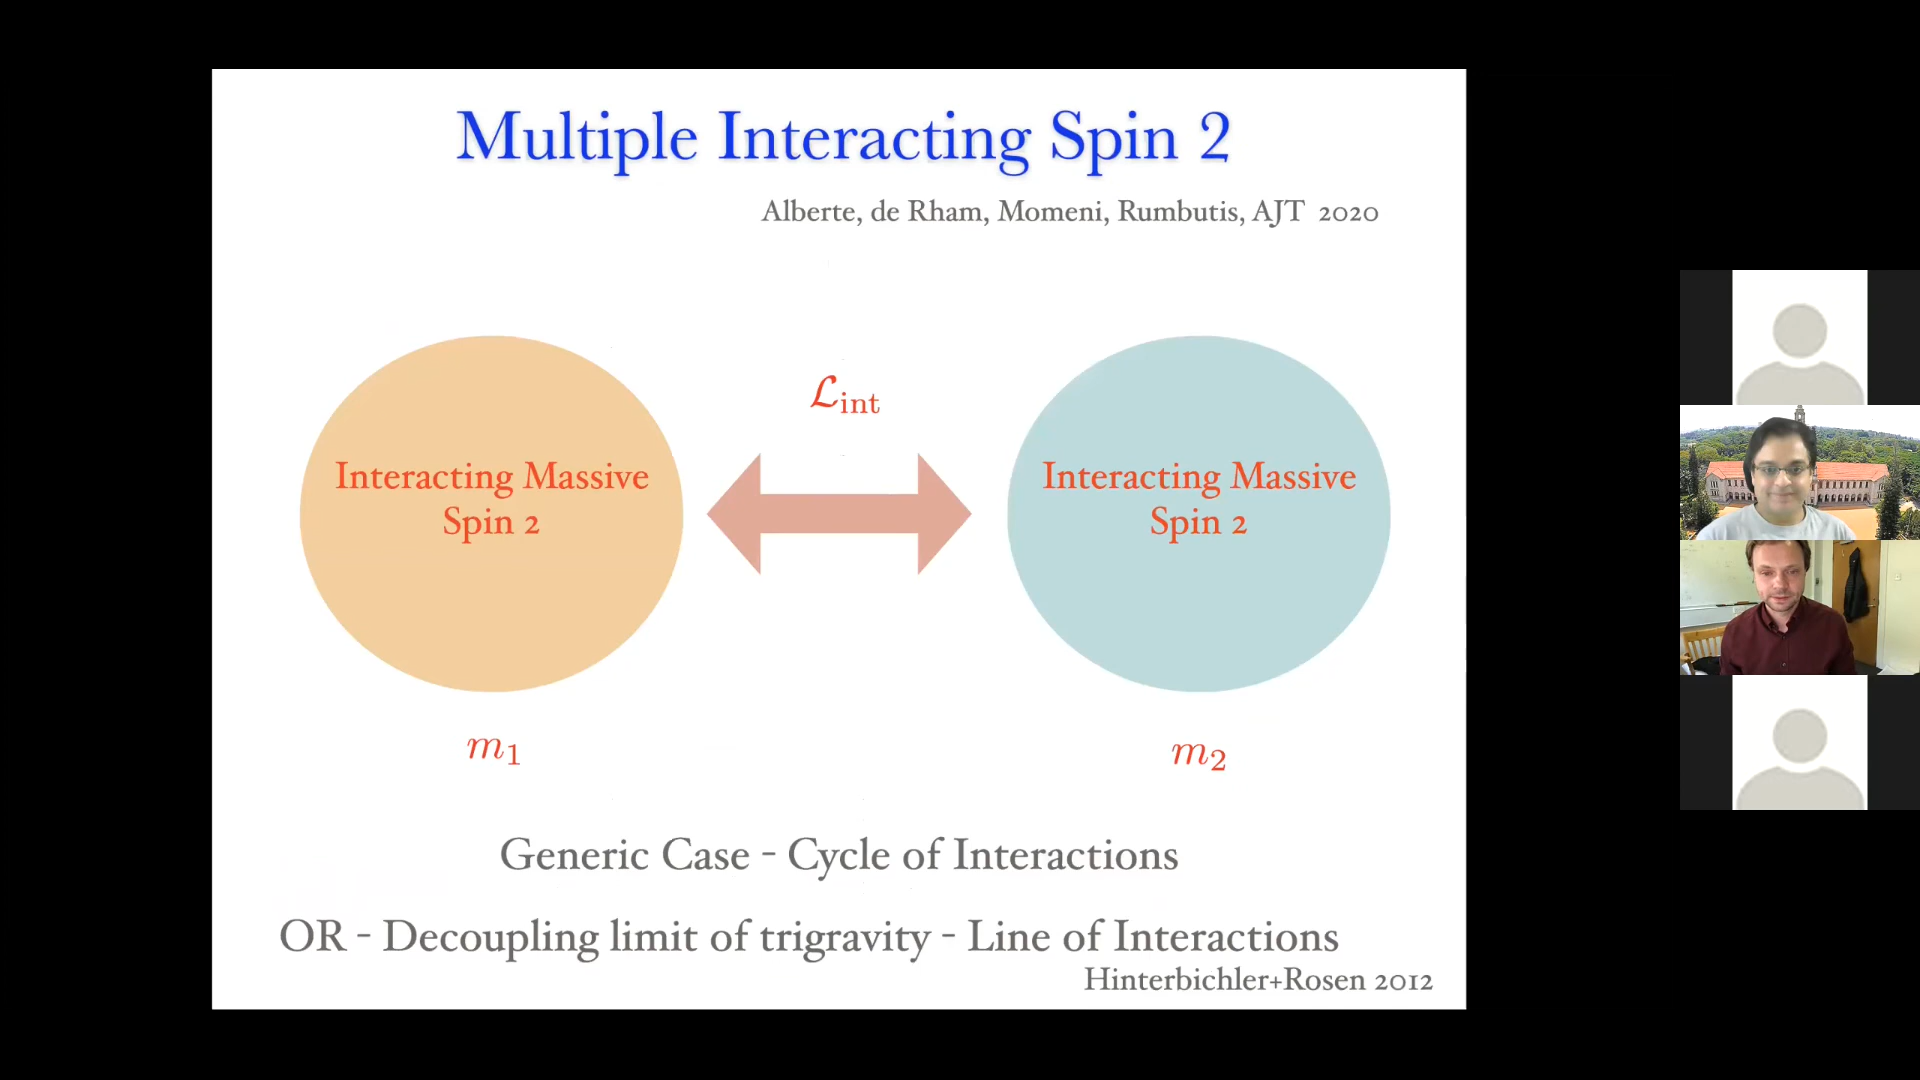 Multiple Interacting Spin 2
Alberte, de Rham, Momeni, Rumbutis, AJT 2020
ℒint
Interacting Massive
Spin 2
Interacting Massive
Spin 2
m1
m2
Generic Case - Cycle of Interactions
OR - Decoupling limit of trigravity - Line of Interactions
Hinterbichler+Rosen 2012